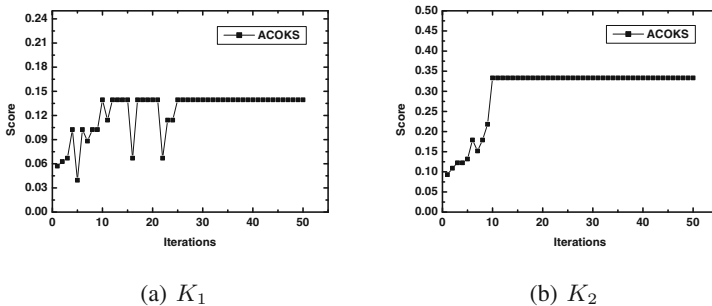 0.24
0.21
0.18
0.15
0.12
0.09
0.06
0.03
0.00
Score
ACOKS
0 10 20 30 40 50
Iterations
(a) K₁
0.50
0.45
0.40
0.35
0.30
0.25
0.20
0.15
0.10
0.05
0.00
Score
ACOKS
0 10 20 30 40 50
Iterations
(b) K₂